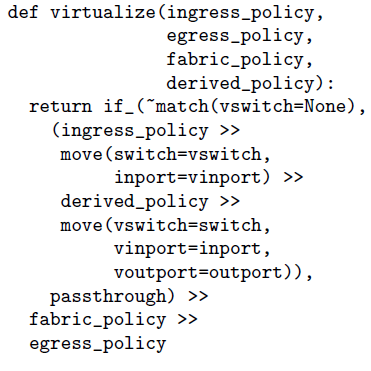 def virtualize(ingress_policy,
               egress_policy,
               fabric_policy,
               derived_policy):
  return if_(~match(vswitch=None),
    (ingress_policy >>
     move(switch=vswitch,
          inport=vinport) >>
     derived_policy >>
     move(vswitch=switch,
          vinport=inport,
          voutport=outport)),
    passthrough) >>
  fabric_policy >>
  egress_policy